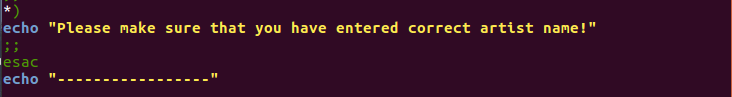 ;;
*)
echo "Please make sure that you have entered correct artist name!"
;;
esac
echo "-----------------"